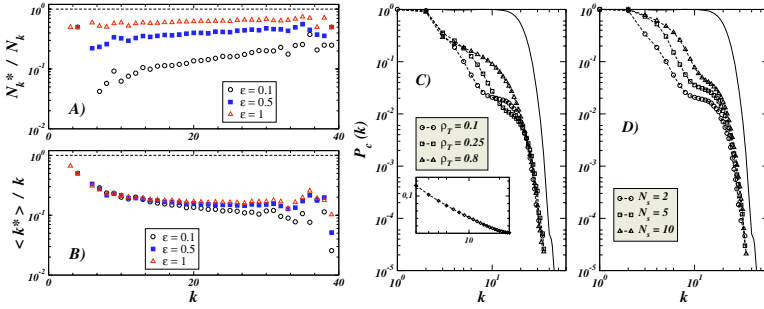 10^0
10^-1
10^-2
N_k^* / N_k
A)
ε = 0.1
ε = 0.5
ε = 1
0
20
40
10^0
10^-1
10^-2
<k^*> / k
B)
ε = 0.1
ε = 0.5
ε = 1
0
10
20
30
40
k
10^0
10^-1
10^-2
10^-3
10^-4
10^-5
P_c (k)
C)
ρ_T = 0.1
ρ_T = 0.25
ρ_T = 0.8
0,1
10
10^0
10^1
k
10^0
10^-1
10^-2
10^-3
10^-4
10^-5
D)
N_s = 2
N_s = 5
N_s = 10
10^0
10^1
k